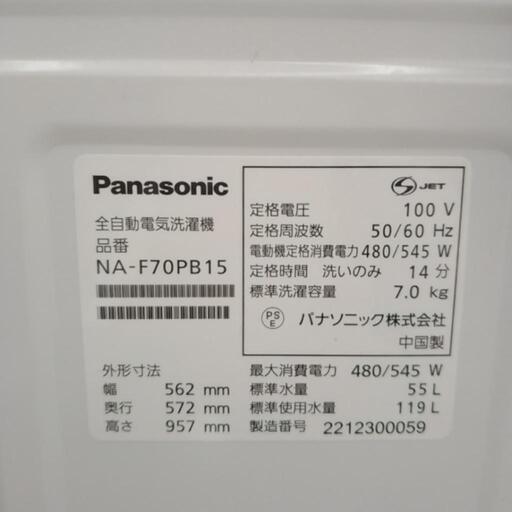 Panasonic
全自動電気洗濯機
品番
NA-F70PB15
外形寸法
幅 562 mm
奥行 572 mm
高さ 957 mm
S JET
定格電圧 100 V
定格周波数 50/60 Hz
電動機定格消費電力 480/545 W
定格時間 洗いのみ 14 分
標準洗濯容量 7.0 kg
PS E パナソニック株式会社
中国製
最大消費電力 480/545 W
標準水量 55 L
標準使用水量 119 L
製造番号 2212300059